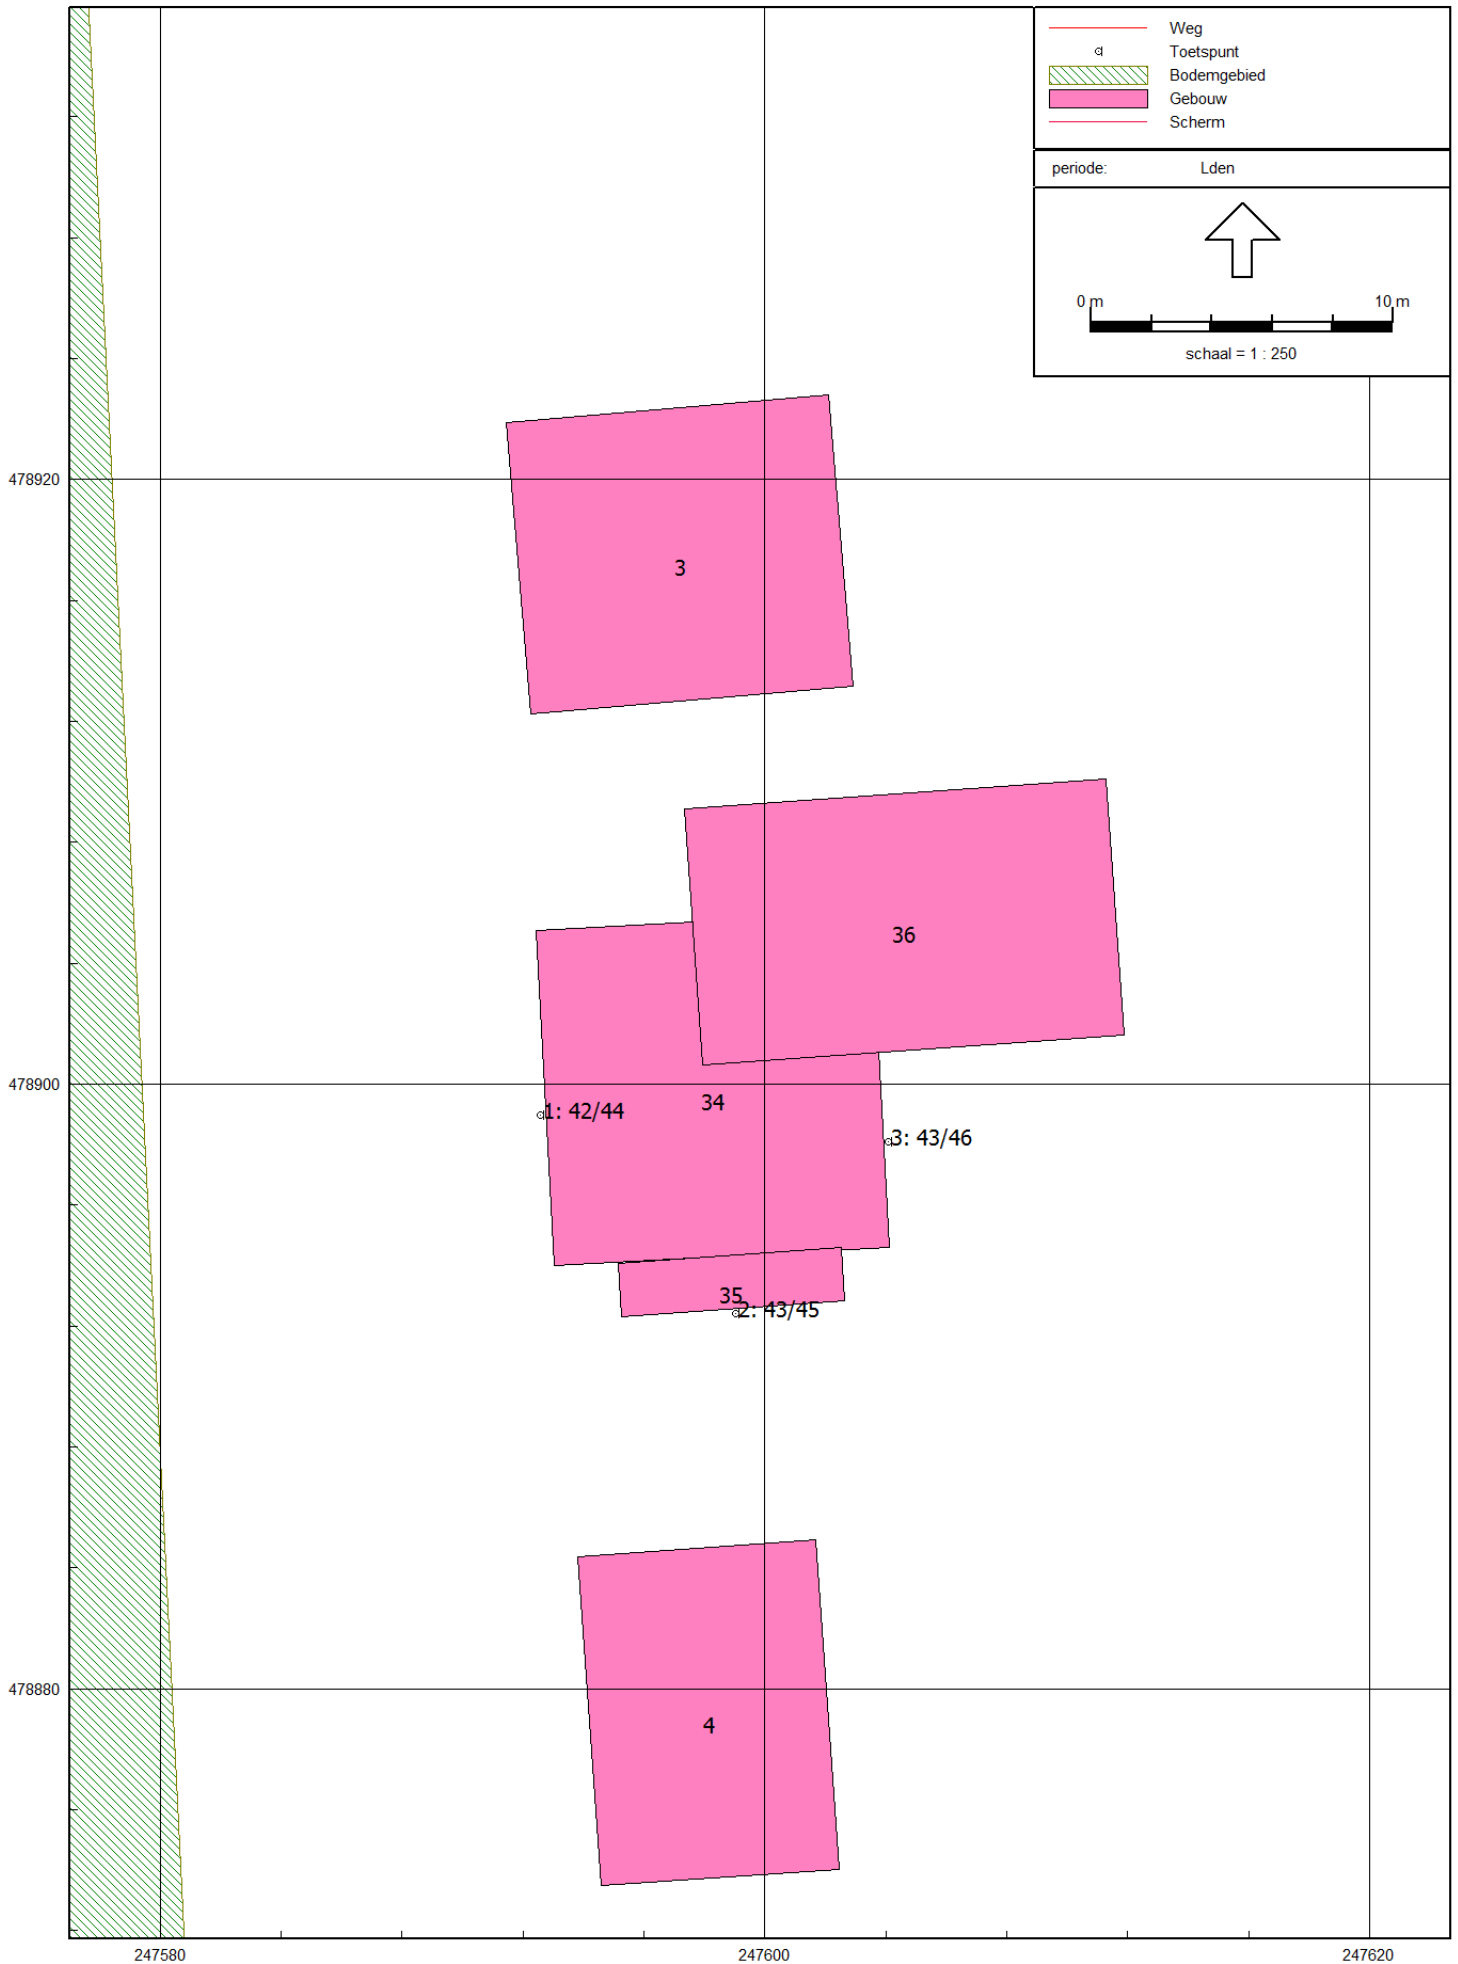 Weg
Toetspunt
Bodemgebied
Gebouw
Scherm
periode: Lden
0 m 10 m
schaal = 1 : 250
478920
3
36
478900
34
1: 42/44
3: 43/46
35
2: 43/45
478880
4
247580 247600 247620